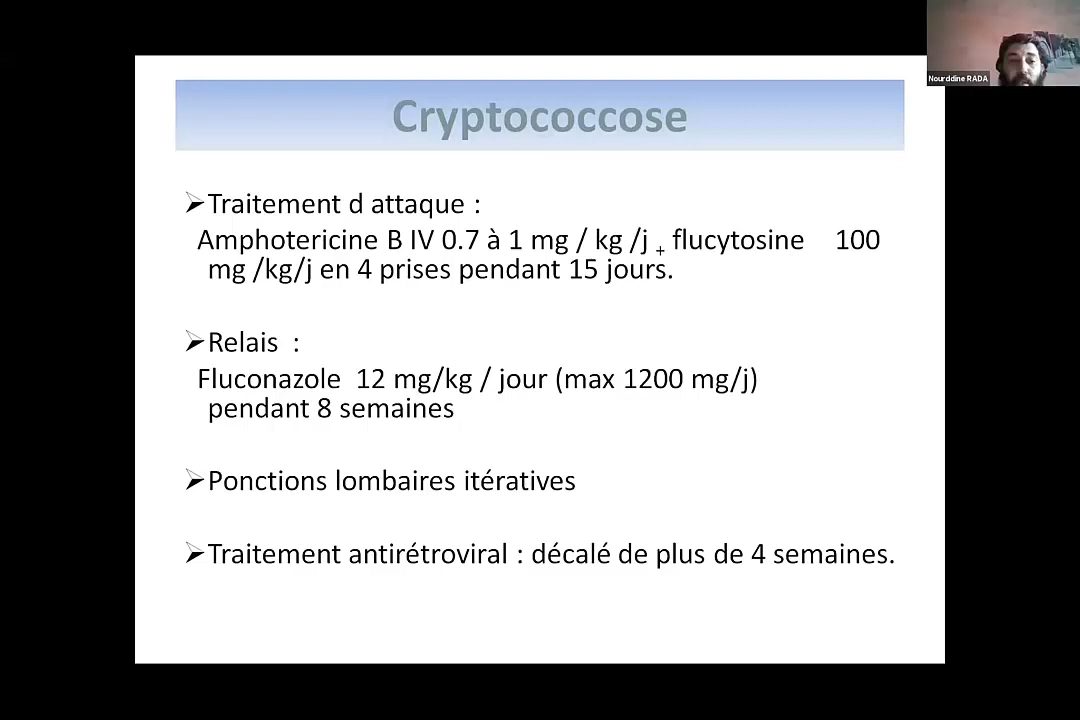 Nourddine RADA
Cryptococcose
➢Traitement d attaque :
Amphotericine B IV 0.7 à 1 mg / kg /j + flucytosine 100
mg /kg/j en 4 prises pendant 15 jours.
➢Relais :
Fluconazole 12 mg/kg / jour (max 1200 mg/j)
pendant 8 semaines
➢Ponctions lombaires itératives
➢Traitement antirétroviral : décalé de plus de 4 semaines.